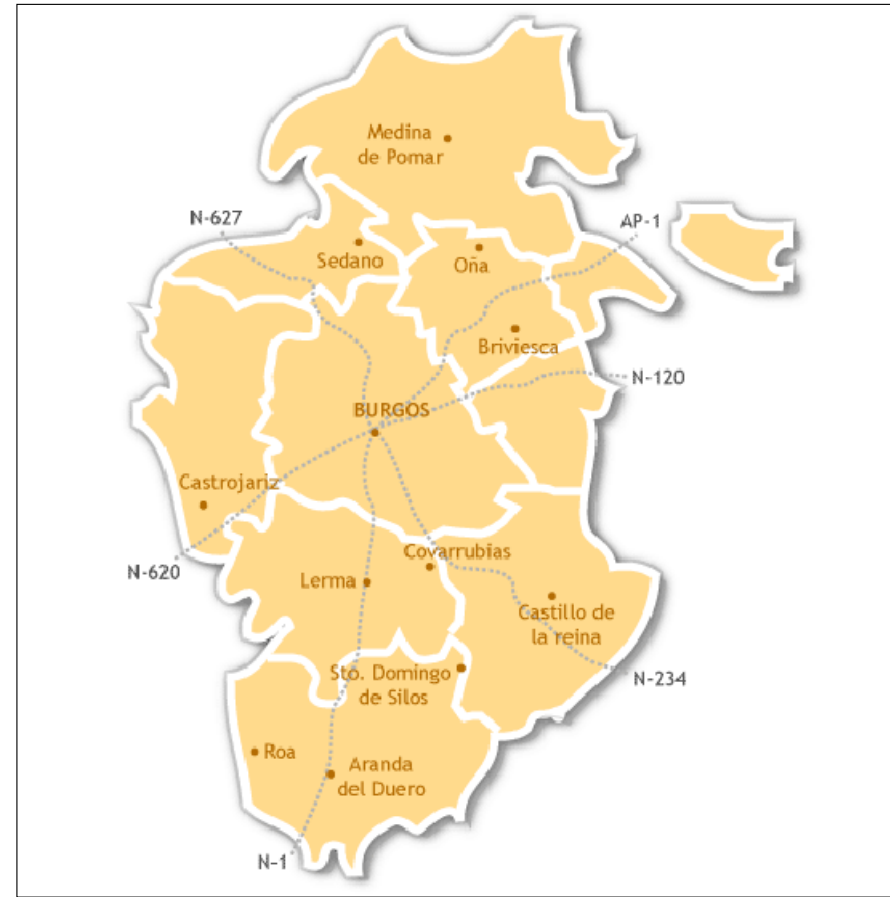 Medina
de Pomar
N-627
AP-1
Sedano
Oña
Briviesca
N-120
BURGOS
Castrojariz
Covarrubias
N-620
Lerma
Castillo de
la reina
Sto. Domingo
de Silos
N-234
Roa
Aranda
del Duero
N-1